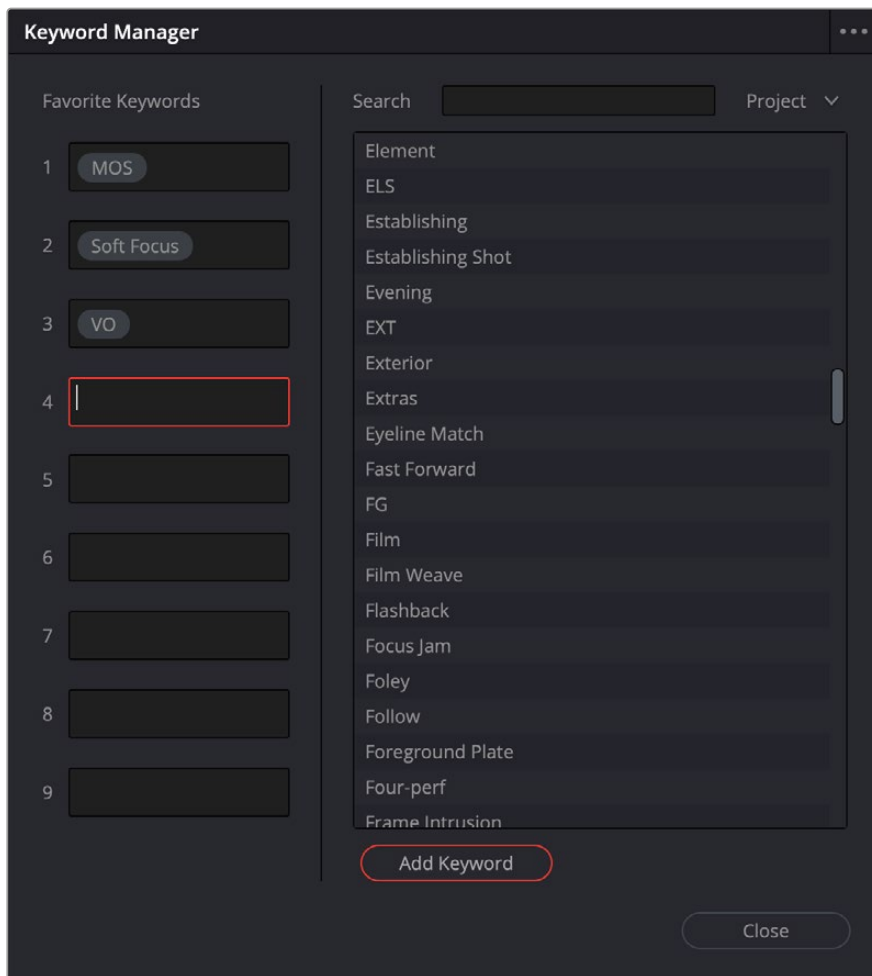 Keyword Manager
Favorite Keywords
1 MOS
2 Soft Focus
3 VO
4
5
6
7
8
9
Search
Project
Element
ELS
Establishing
Establishing Shot
Evening
EXT
Exterior
Extras
Eyeline Match
Fast Forward
FG
Film
Film Weave
Flashback
Focus Jam
Foley
Follow
Foreground Plate
Four-perf
Frame Intrusion
Add Keyword
Close